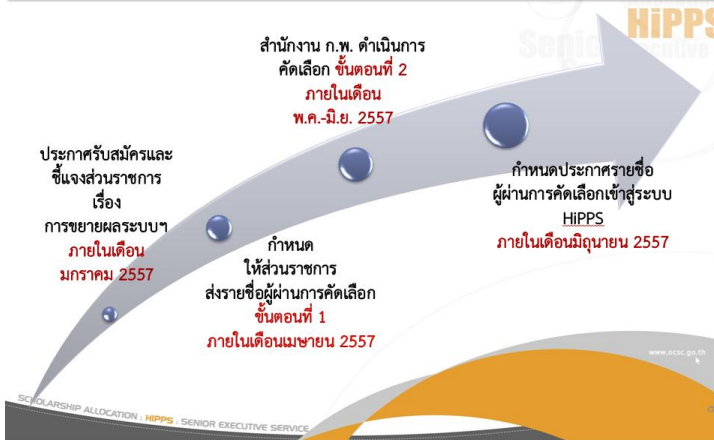 HiPPS
Senior Executive
สำนักงาน ก.พ. ดำเนินการ
คัดเลือก ขั้นตอนที่ 2
ภายในเดือน
พ.ค.-มิ.ย. 2557
ประกาศรับสมัครและ
ชี้แจงส่วนราชการ
เรื่อง
การขยายผลระบบฯ
ภายในเดือน
มกราคม 2557
กำหนด
ให้ส่วนราชการ
ส่งรายชื่อผู้ผ่านการคัดเลือก
ขั้นตอนที่ 1
ภายในเดือนเมษายน 2557
กำหนดประกาศรายชื่อ
ผู้ผ่านการคัดเลือกเข้าสู่ระบบ
HiPPS
ภายในเดือนมิถุนายน 2557
www.ocsc.go.th
SCHOLARSHIP ALLOCATION : HIPPS : SENIOR EXECUTIVE SERVICE